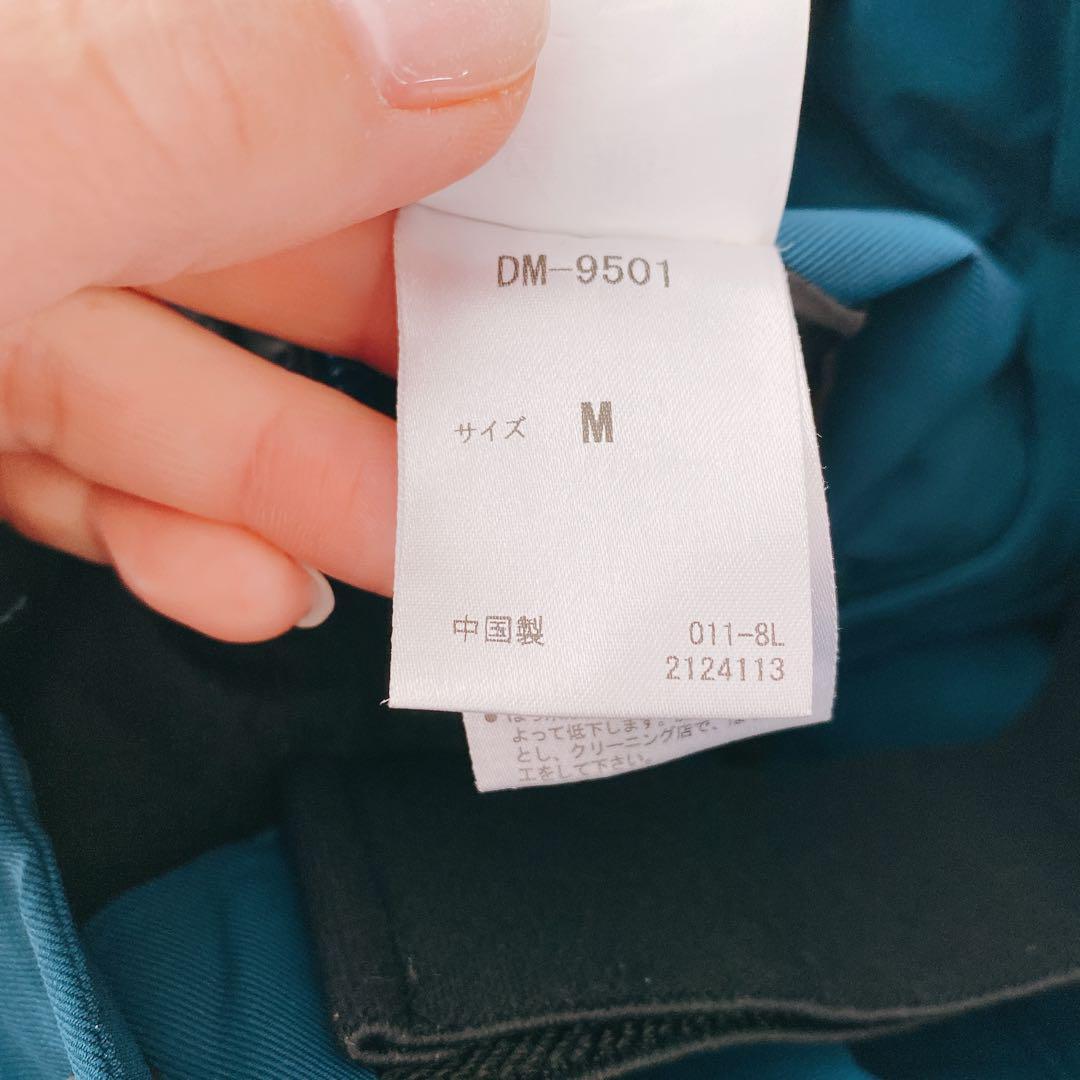 DM-9501
サイズ M
中国製 011-8L
2124113
よって低下します。
とし、クリーニング店で、
工をして下さい。